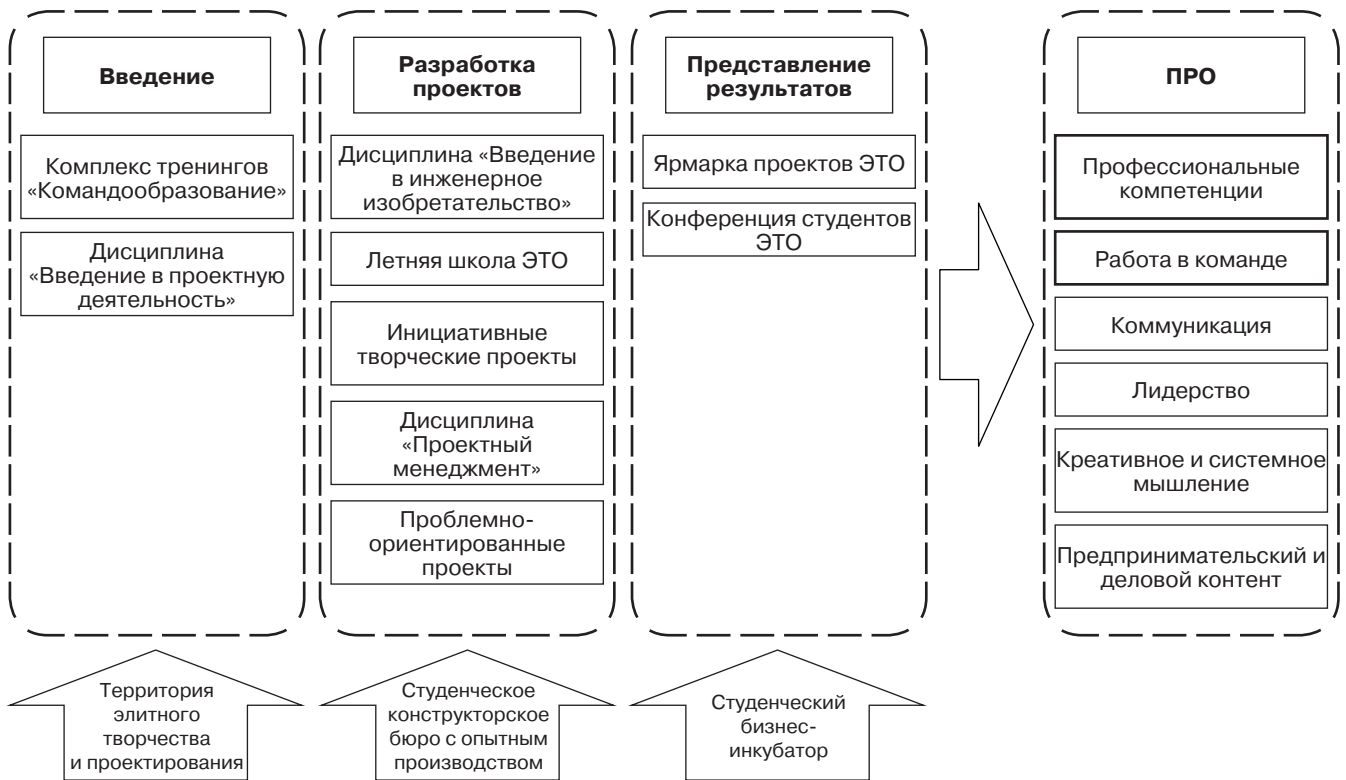 Введение
Комплекс тренингов
«Командообразование»
Дисциплина
«Введение в проектную
деятельность»
Разработка
проектов
Дисциплина «Введение
в инженерное
изобретательство»
Летняя школа ЭТО
Инициативные
творческие проекты
Дисциплина
«Проектный
менеджмент»
Проблемно-
ориентированные
проекты
Представление
результатов
Ярмарка проектов ЭТО
Конференция студентов
ЭТО
ПРО
Профессиональные
компетенции
Работа в команде
Коммуникация
Лидерство
Креативное и системное
мышление
Предпринимательский и
деловой контент
Территория
элитного
творчества
и проектирования
Студенческое
конструкторское
бюро с опытным
производством
Студенческий
бизнес-
инкубатор